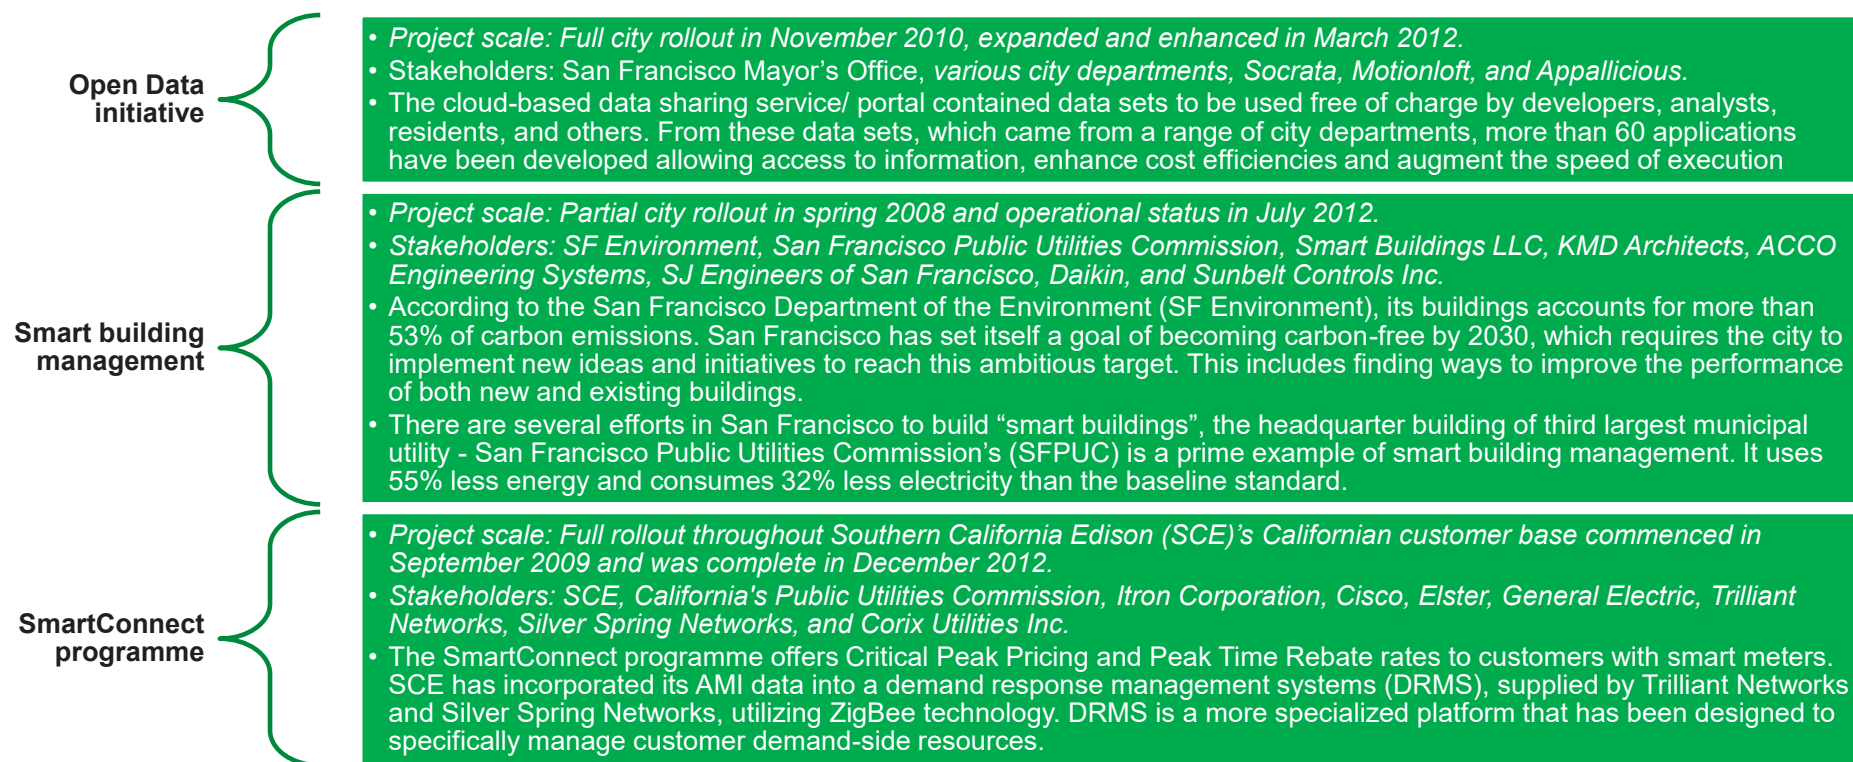 Open Data
initiative
• Project scale: Full city rollout in November 2010, expanded and enhanced in March 2012.
• Stakeholders: San Francisco Mayor’s Office, various city departments, Socrata, Motionloft, and Appallicious.
• The cloud-based data sharing service/ portal contained data sets to be used free of charge by developers, analysts,
residents, and others. From these data sets, which came from a range of city departments, more than 60 applications
have been developed allowing access to information, enhance cost efficiencies and augment the speed of execution
Smart building
management
• Project scale: Partial city rollout in spring 2008 and operational status in July 2012.
• Stakeholders: SF Environment, San Francisco Public Utilities Commission, Smart Buildings LLC, KMD Architects, ACCO
Engineering Systems, SJ Engineers of San Francisco, Daikin, and Sunbelt Controls Inc.
• According to the San Francisco Department of the Environment (SF Environment), its buildings accounts for more than
53% of carbon emissions. San Francisco has set itself a goal of becoming carbon-free by 2030, which requires the city to
implement new ideas and initiatives to reach this ambitious target. This includes finding ways to improve the performance
of both new and existing buildings.
• There are several efforts in San Francisco to build “smart buildings”, the headquarter building of third largest municipal
utility - San Francisco Public Utilities Commission’s (SFPUC) is a prime example of smart building management. It uses
55% less energy and consumes 32% less electricity than the baseline standard.
SmartConnect
programme
• Project scale: Full rollout throughout Southern California Edison (SCE)’s Californian customer base commenced in
September 2009 and was complete in December 2012.
• Stakeholders: SCE, California's Public Utilities Commission, Itron Corporation, Cisco, Elster, General Electric, Trilliant
Networks, Silver Spring Networks, and Corix Utilities Inc.
• The SmartConnect programme offers Critical Peak Pricing and Peak Time Rebate rates to customers with smart meters.
SCE has incorporated its AMI data into a demand response management systems (DRMS), supplied by Trilliant Networks
and Silver Spring Networks, utilizing ZigBee technology. DRMS is a more specialized platform that has been designed to
specifically manage customer demand-side resources.